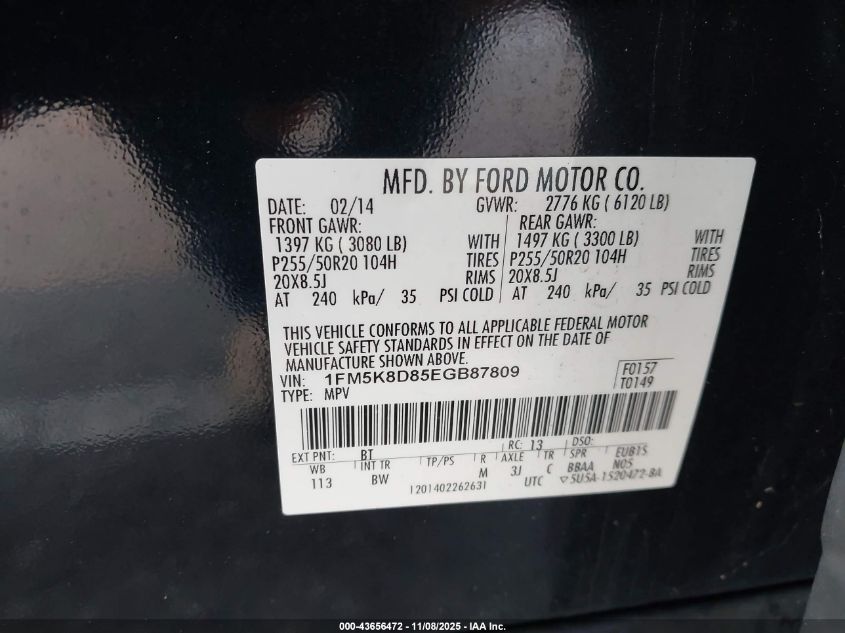 MFD. BY FORD MOTOR CO.
DATE: 02/14 GVWR: 2776 KG ( 6120 LB)
FRONT GAWR: REAR GAWR:
1397 KG ( 3080 LB) WITH 1497 KG ( 3300 LB) WITH
P255/50R20 104H TIRES P255/50R20 104H TIRES
20X8.5J RIMS 20X8.5J RIMS
AT 240 kPa/ 35 PSI COLD AT 240 kPa/ 35 PSI COLD
THIS VEHICLE CONFORMS TO ALL APPLICABLE FEDERAL MOTOR
VEHICLE SAFETY STANDARDS IN EFFECT ON THE DATE OF
MANUFACTURE SHOWN ABOVE.
VIN: 1FM5K8D85EGB87809 F0157
TYPE: MPV T0149
EXT PNT: BT RC: 13 DSO:
WB INT TR TP/PS R AXLE TR SPR EUB1S
113 BW M 3J C BBAA N05
1201402262631 UTC ▽5U5A-1520472-BA
000-43656472 - 11/08/2025 - IAA Inc.